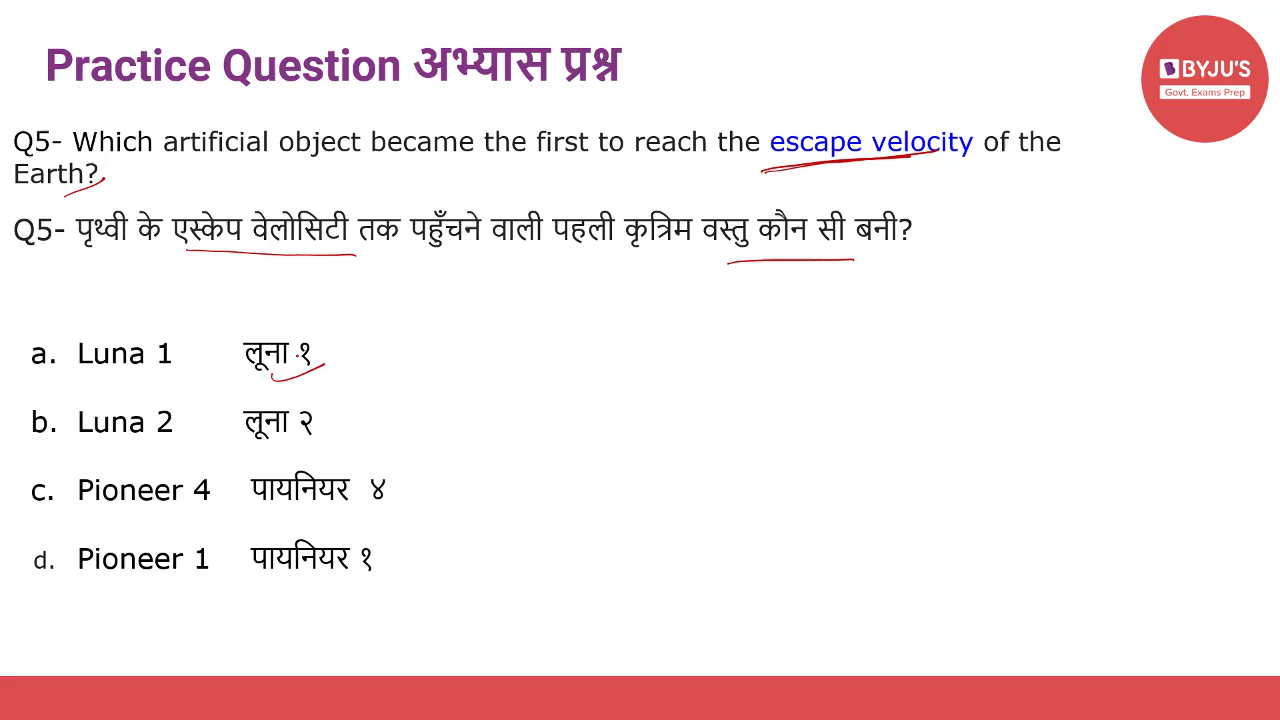 Practice Question अभ्यास प्रश्न
BYJU'S
Govt. Exams Prep
Q5- Which artificial object became the first to reach the escape velocity of the
Earth?
Q5- पृथ्वी के एस्केप वेलोसिटी तक पहुँचने वाली पहली कृत्रिम वस्तु कौन सी बनी?
a. Luna 1 लूना १
b. Luna 2 लूना २
c. Pioneer 4 पायनियर ४
d. Pioneer 1 पायनियर १